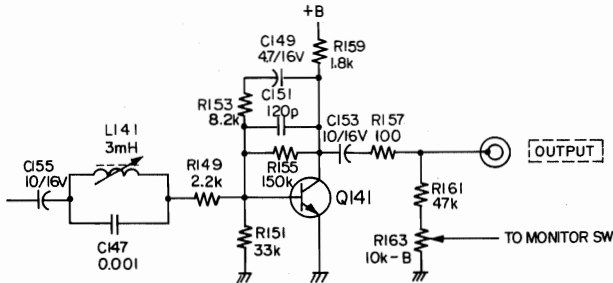 +B
C149
4.7/16V
R159
1.8k
C151
120p
R153
8.2k
L141
3mH
C153
10/16V
R157
100
OUTPUT
C155
10/16V
R149
2.2k
R155
150k
Q141
R161
47k
C147
0.001
R151
33k
R163
10k-B
TO MONITOR SW